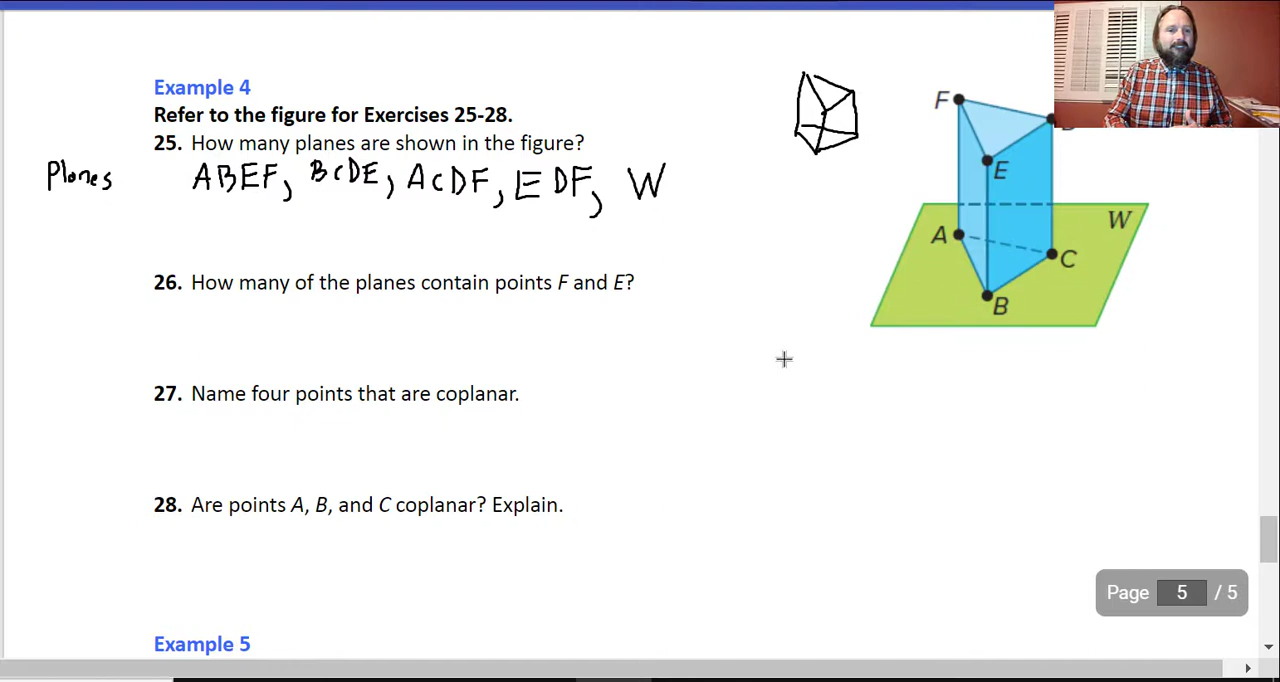 Example 4
Refer to the figure for Exercises 25-28.
25. How many planes are shown in the figure?
Planes ABEF, BCDE, ACDF, EDF, W
26. How many of the planes contain points F and E?
27. Name four points that are coplanar.
28. Are points A, B, and C coplanar? Explain.
Example 5
F
E
W
A
C
B
Page 5 / 5